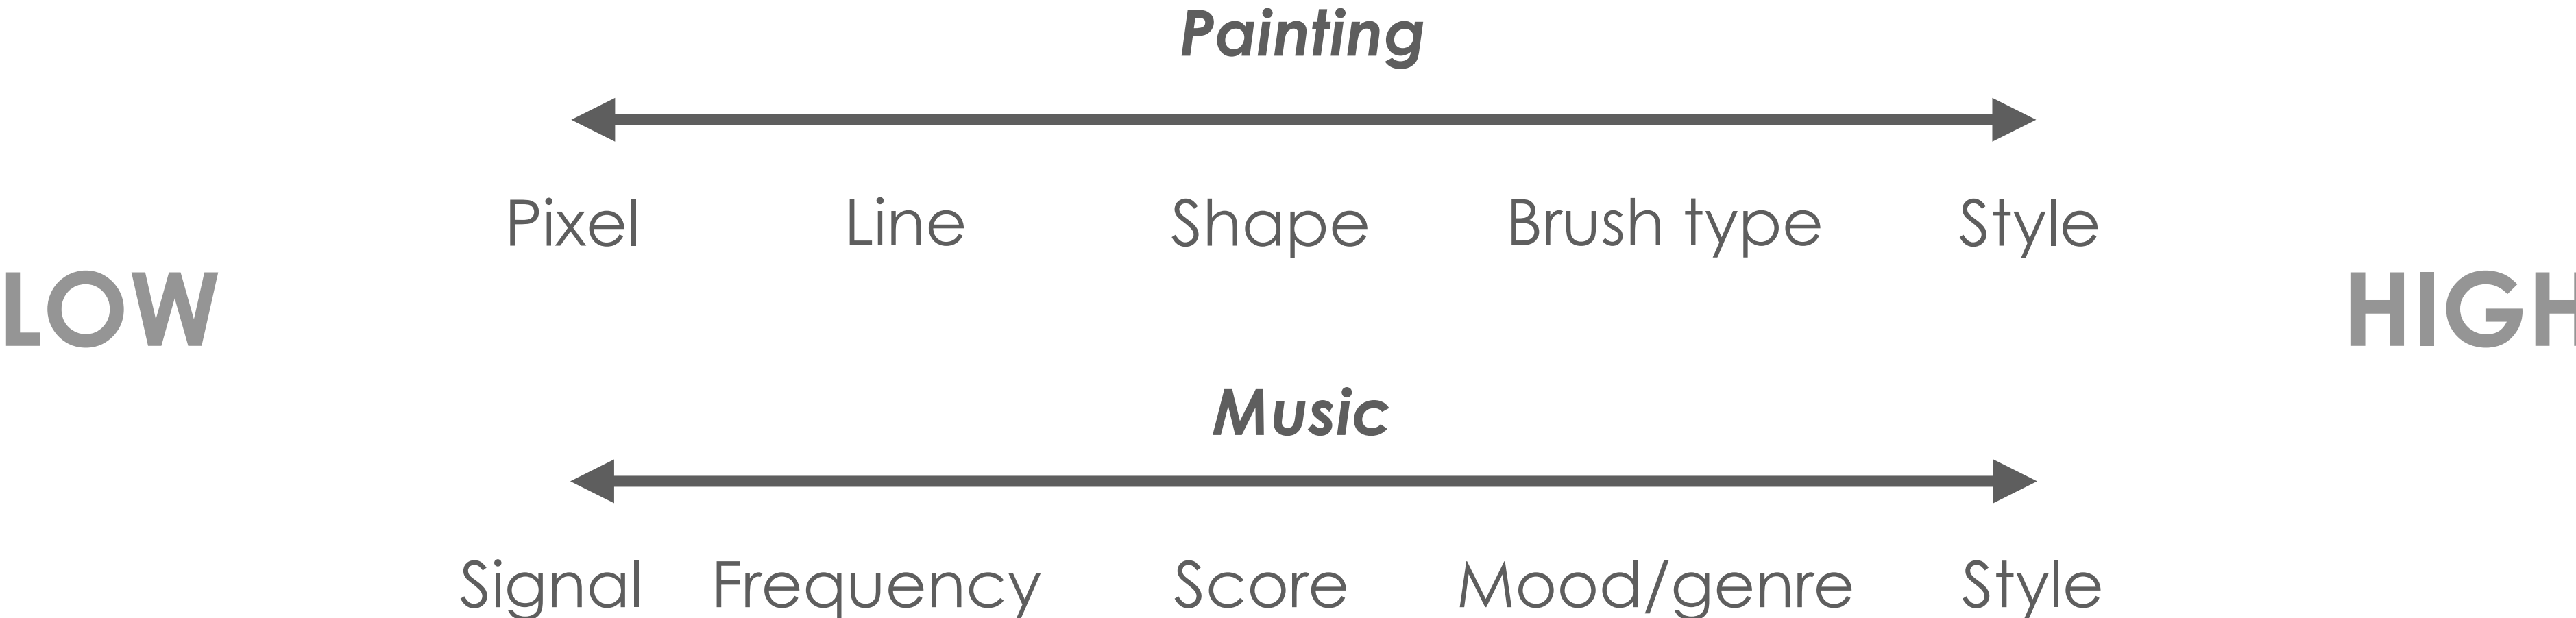 Painting
Pixel Line Shape Brush type Style
LOW HIGH
Music
Signal Frequency Score Mood/genre Style